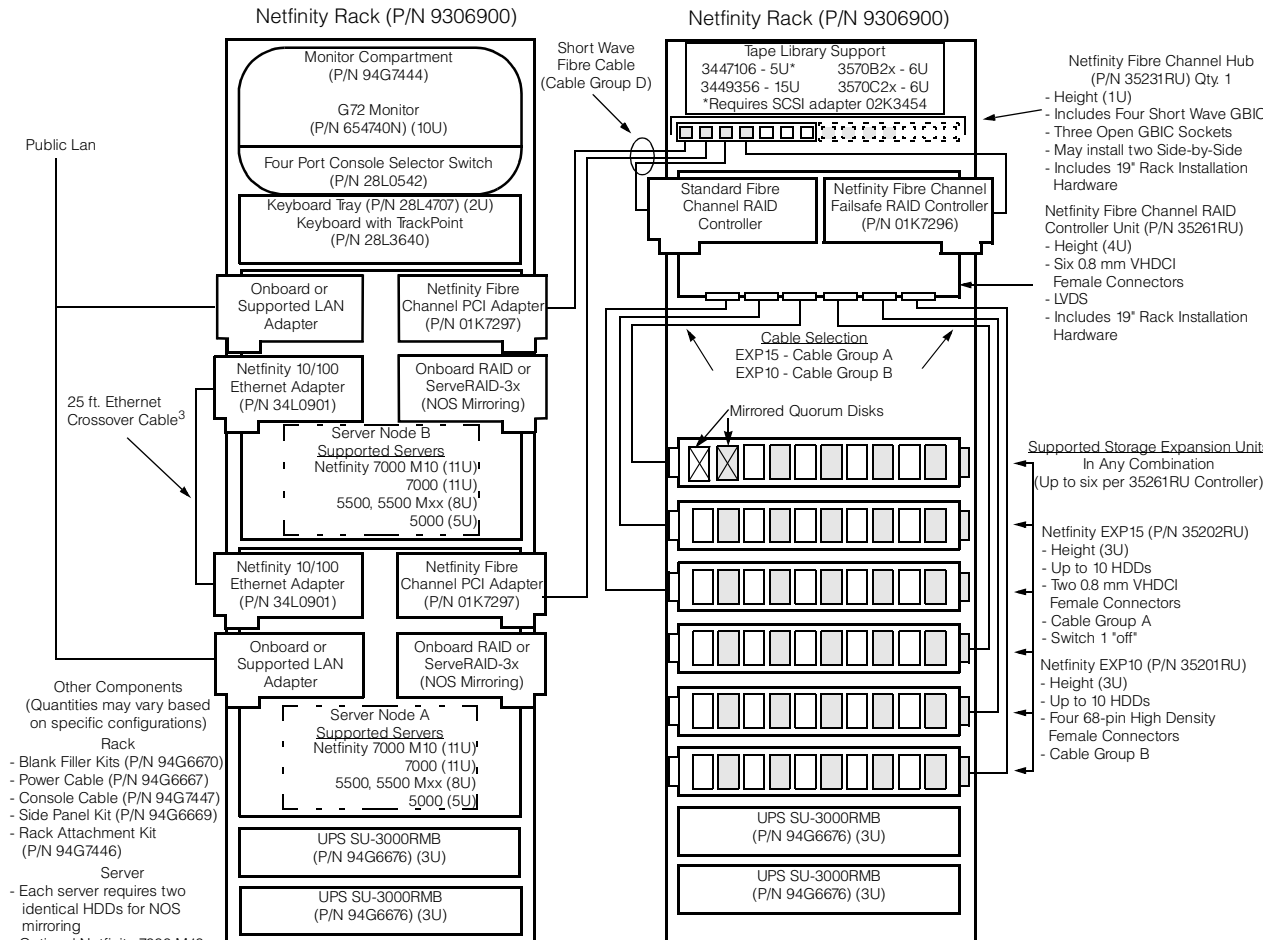 Netfinity Rack (P/N 9306900)
Netfinity Rack (P/N 9306900)
Monitor Compartment
(P/N 94G7444)
G72 Monitor
(P/N 654740N) (10U)
Four Port Console Selector Switch
(P/N 28L0542)
Keyboard Tray (P/N 28L4707) (2U)
Keyboard with TrackPoint
(P/N 28L3640)
Public Lan
Short Wave
Fibre Cable
(Cable Group D)
Onboard or
Supported LAN
Adapter
Netfinity Fibre
Channel PCI Adapter
(P/N 01K7297)
Netfinity 10/100
Ethernet Adapter
(P/N 34L0901)
Onboard RAID or
ServeRAID-3x
(NOS Mirroring)
25 ft. Ethernet
Crossover Cable3
Server Node B
Supported Servers
Netfinity 7000 M10 (11U)
7000 (11U)
5500, 5500 Mxx (8U)
5000 (5U)
Netfinity 10/100
Ethernet Adapter
(P/N 34L0901)
Netfinity Fibre
Channel PCI Adapter
(P/N 01K7297)
Onboard or
Supported LAN
Adapter
Onboard RAID or
ServeRAID-3x
(NOS Mirroring)
Server Node A
Supported Servers
Netfinity 7000 M10 (11U)
7000 (11U)
5500, 5500 Mxx (8U)
5000 (5U)
UPS SU-3000RMB
(P/N 94G6676) (3U)
UPS SU-3000RMB
(P/N 94G6676) (3U)
Other Components
(Quantities may vary based
on specific configurations)
Rack
- Blank Filler Kits (P/N 94G6670)
- Power Cable (P/N 94G6667)
- Console Cable (P/N 94G7447)
- Side Panel Kit (P/N 94G6669)
- Rack Attachment Kit
(P/N 94G7446)
Server
- Each server requires two
identical HDDs for NOS
mirroring
- Optional Netfinity 7000 M10
Tape Library Support
3447106 - 5U* 3570B2x - 6U
3449356 - 15U 3570C2x - 6U
*Requires SCSI adapter 02K3454
Standard Fibre
Channel RAID
Controller
Netfinity Fibre Channel
Failsafe RAID Controller
(P/N 01K7296)
Cable Selection
EXP15 - Cable Group A
EXP10 - Cable Group B
Mirrored Quorum Disks
UPS SU-3000RMB
(P/N 94G6676) (3U)
UPS SU-3000RMB
(P/N 94G6676) (3U)
Netfinity Fibre Channel Hub
(P/N 35231RU) Qty. 1
- Height (1U)
- Includes Four Short Wave GBIC
- Three Open GBIC Sockets
- May install two Side-by-Side
- Includes 19" Rack Installation
Hardware
Netfinity Fibre Channel RAID
Controller Unit (P/N 35261RU)
- Height (4U)
- Six 0.8 mm VHDCI
Female Connectors
- LVDS
- Includes 19" Rack Installation
Hardware
Supported Storage Expansion Units
In Any Combination
(Up to six per 35261RU Controller)
Netfinity EXP15 (P/N 35202RU)
- Height (3U)
- Up to 10 HDDs
- Two 0.8 mm VHDCI
Female Connectors
- Cable Group A
- Switch 1 "off"
Netfinity EXP10 (P/N 35201RU)
- Height (3U)
- Up to 10 HDDs
- Four 68-pin High Density
Female Connectors
- Cable Group B